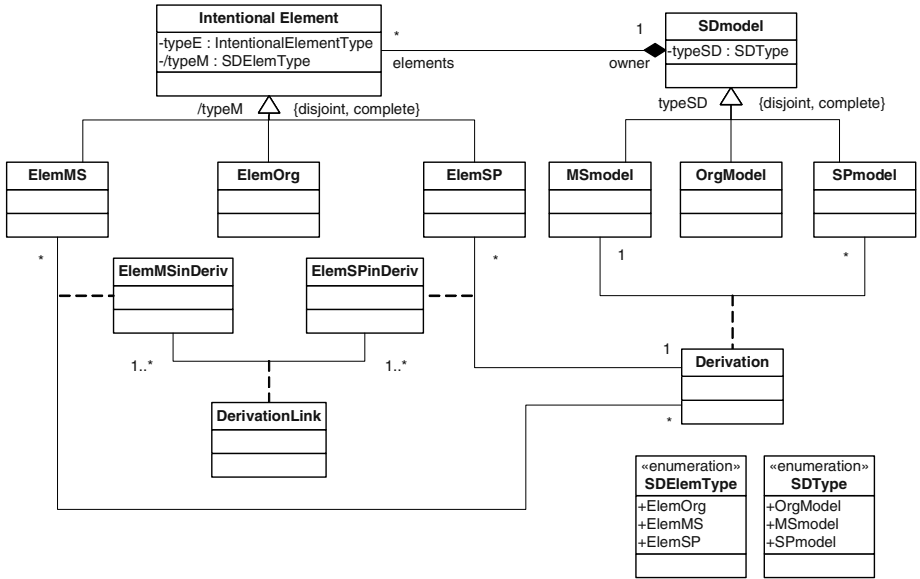 Intentional Element
-typeE : IntentionalElementType
-/typeM : SDElemType
*
elements
1
owner
SDmodel
-typeSD : SDType
/typeM
{disjoint, complete}
typeSD
{disjoint, complete}
ElemMS
ElemOrg
ElemSP
MSmodel
OrgModel
SPmodel
*
*
1
*
ElemMSinDeriv
ElemSPinDeriv
1..*
1..*
1
Derivation
*
DerivationLink
«enumeration»
SDElemType
+ElemOrg
+ElemMS
+ElemSP
«enumeration»
SDType
+OrgModel
+MSmodel
+SPmodel